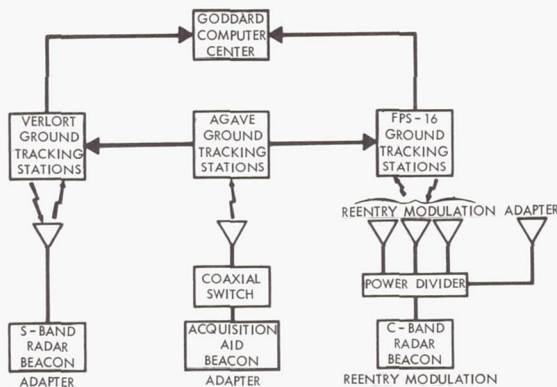 GODDARD
COMPUTER
CENTER
VERLORT
GROUND
TRACKING
STATIONS
AGAVE
GROUND
TRACKING
STATIONS
FPS-16
GROUND
TRACKING
STATIONS
REENTRY MODULATION ADAPTER
COAXIAL
SWITCH
POWER DIVIDER
S-BAND
RADAR
BEACON
ADAPTER
ACQUISITION
AID
BEACON
ADAPTER
C-BAND
RADAR
BEACON
REENTRY MODULATION